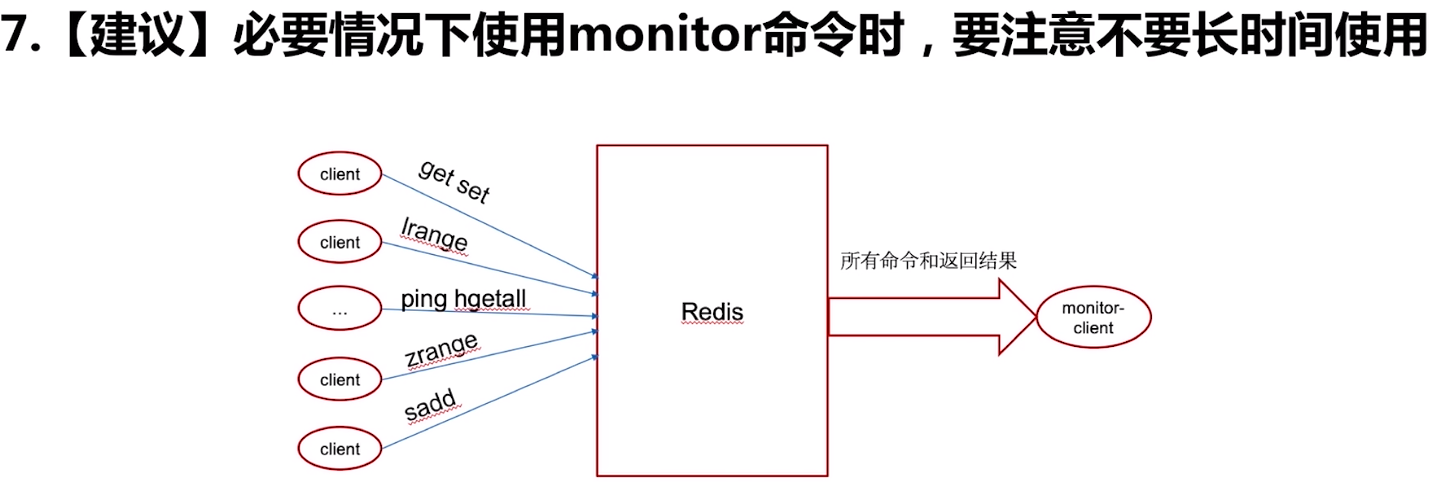 7.【建议】必要情况下使用monitor命令时，要注意不要长时间使用
client
get set
client
lrange
...
ping hgetall
client
zrange
client
sadd
Redis
所有命令和返回结果
monitor-
client